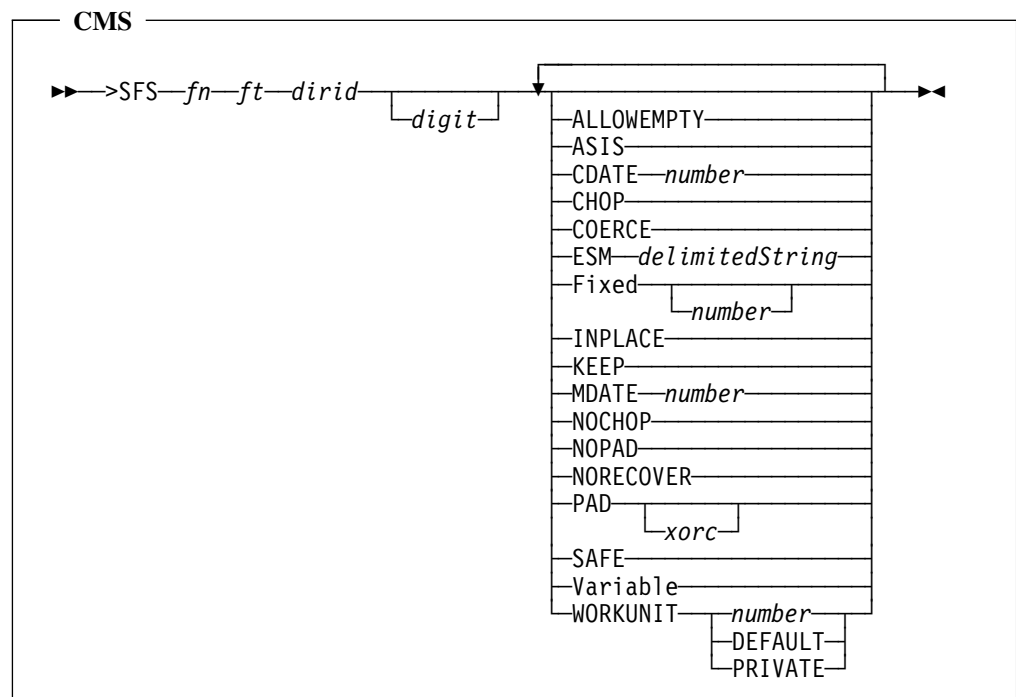 CMS
>SFS fn ft dirid
digit
ALLOWEMPTY
ASIS
CDATE number
CHOP
COERCE
ESM delimitedString
Fixed
number
INPLACE
KEEP
MDATE number
NOCHOP
NOPAD
NORECOVER
PAD
xorc
SAFE
Variable
WORKUNIT number
DEFAULT
PRIVATE